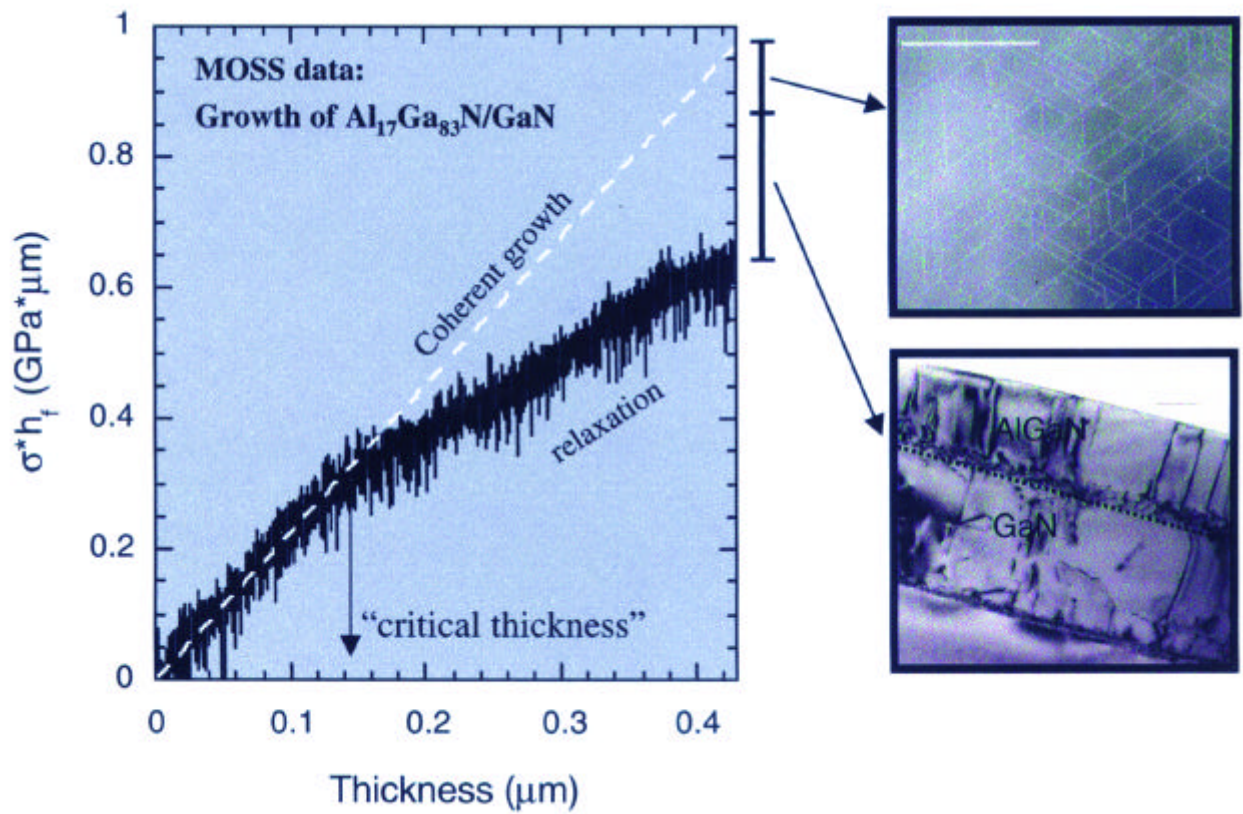 1
0.8
0.6
0.4
0.2
0
σ*h_f (GPa*μm)
MOSS data:
Growth of Al₁₇Ga₈₃N/GaN
Coherent growth
relaxation
“critical thickness”
0 0.1 0.2 0.3 0.4
Thickness (μm)
AlGaN
GaN